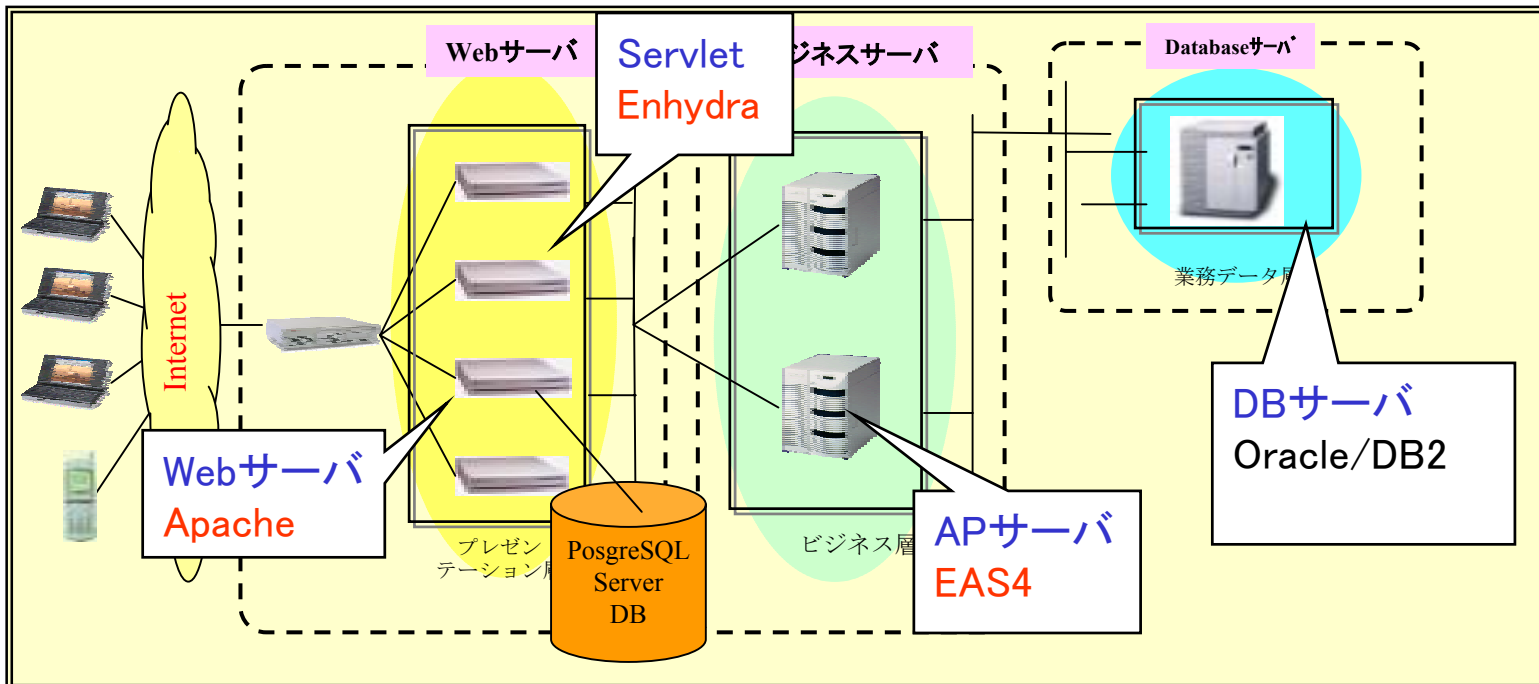 Webサーバ
Servlet
Enhydra
ジネスサーバ
Databaseサーバ
Internet
業務データ層
Webサーバ
Apache
DBサーバ
Oracle/DB2
プレゼン
テーション層
PosgreSQL
Server
DB
ビジネス層
APサーバ
EAS4